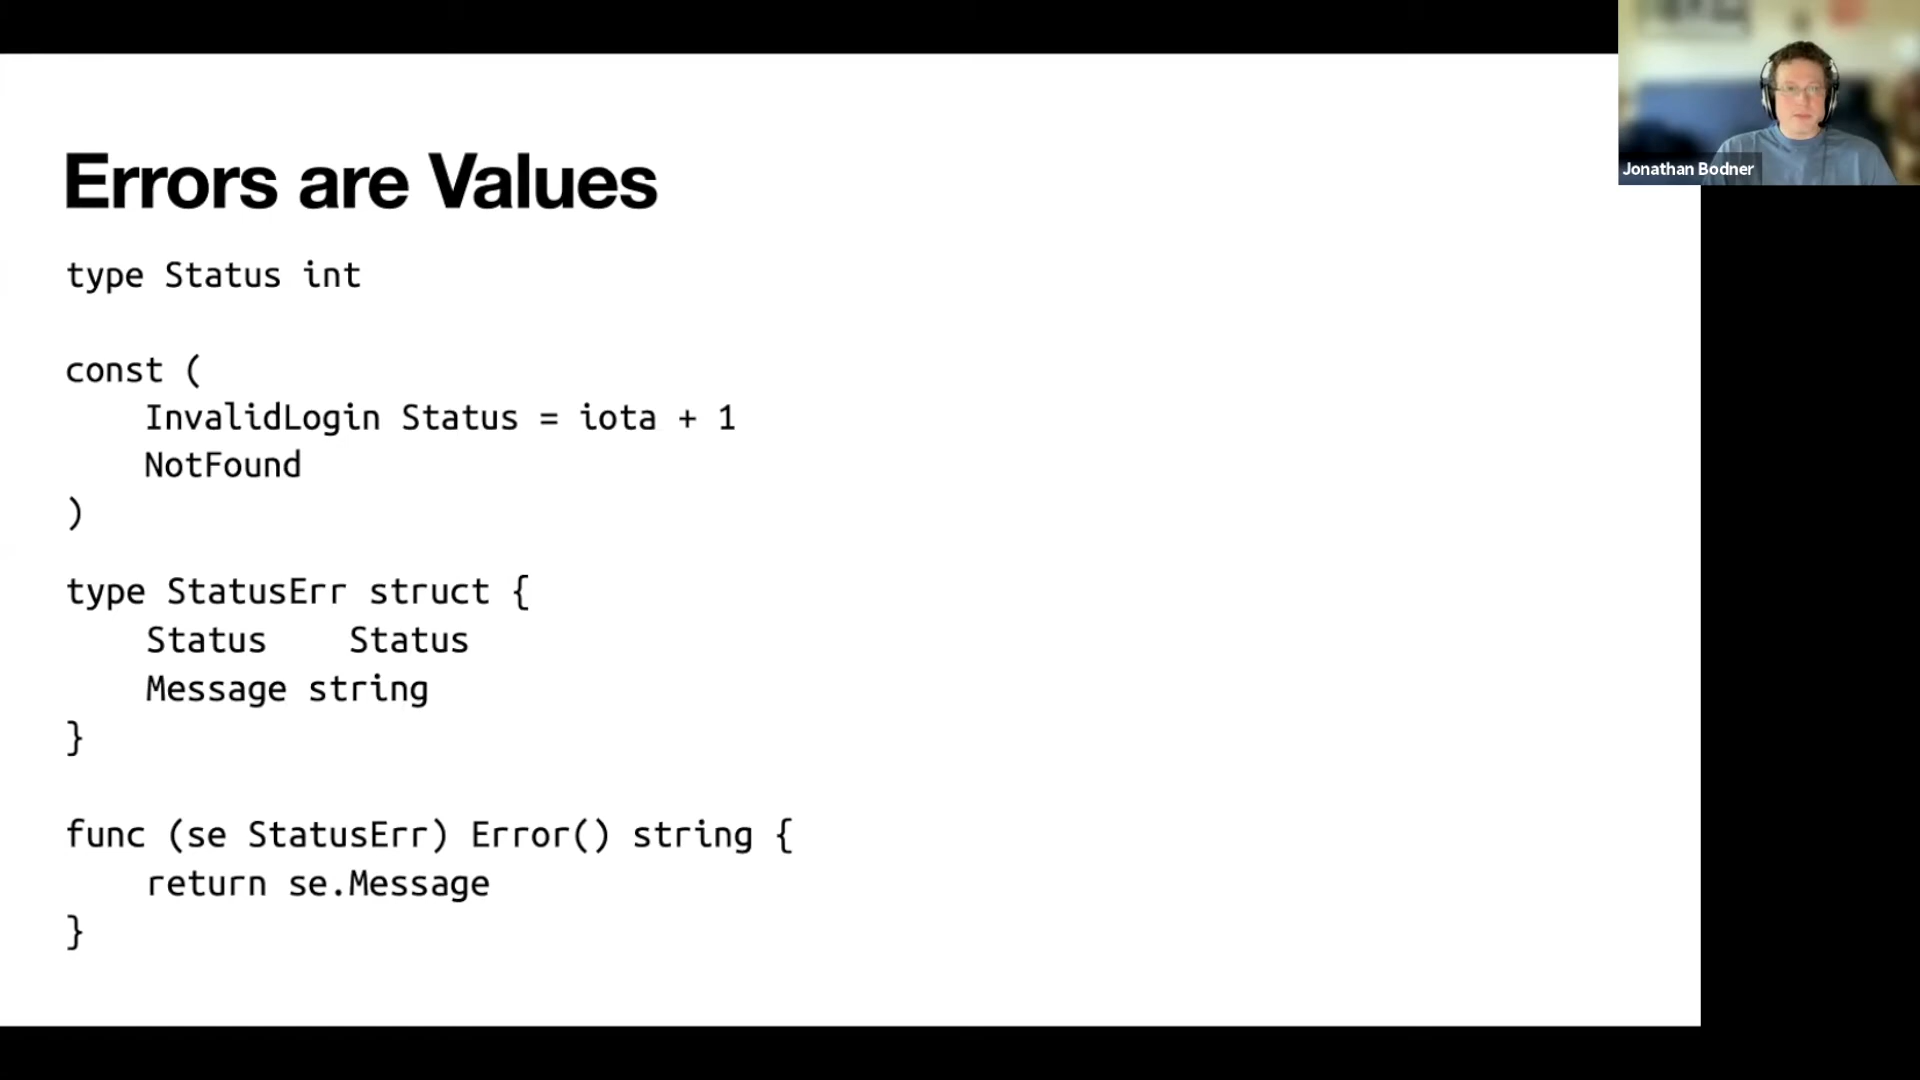 Errors are Values
type Status int
const (
    InvalidLogin Status = iota + 1
    NotFound
)
type StatusErr struct {
    Status    Status
    Message string
}
func (se StatusErr) Error() string {
    return se.Message
}
Jonathan Bodner